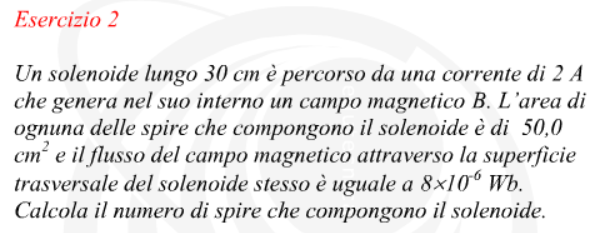 Esercizio 2
Un solenoide lungo 30 cm è percorso da una corrente di 2 A
che genera nel suo interno un campo magnetico B. L'area di
ognuna delle spire che compongono il solenoide è di 50,0
cm² e il flusso del campo magnetico attraverso la superficie
trasversale del solenoide stesso è uguale a 8×10⁻⁶ Wb.
Calcola il numero di spire che compongono il solenoide.